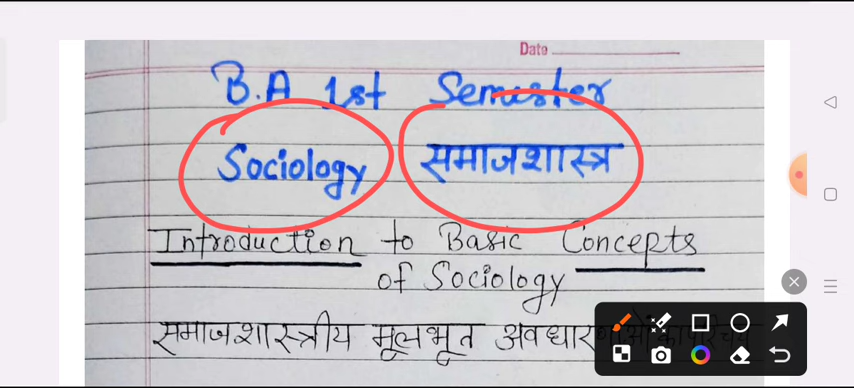 Date
B.A 1st Semester
Sociology समाजशास्त्र
Introduction to Basic Concepts
of Sociology
समाजशास्त्रीय मूलभूत